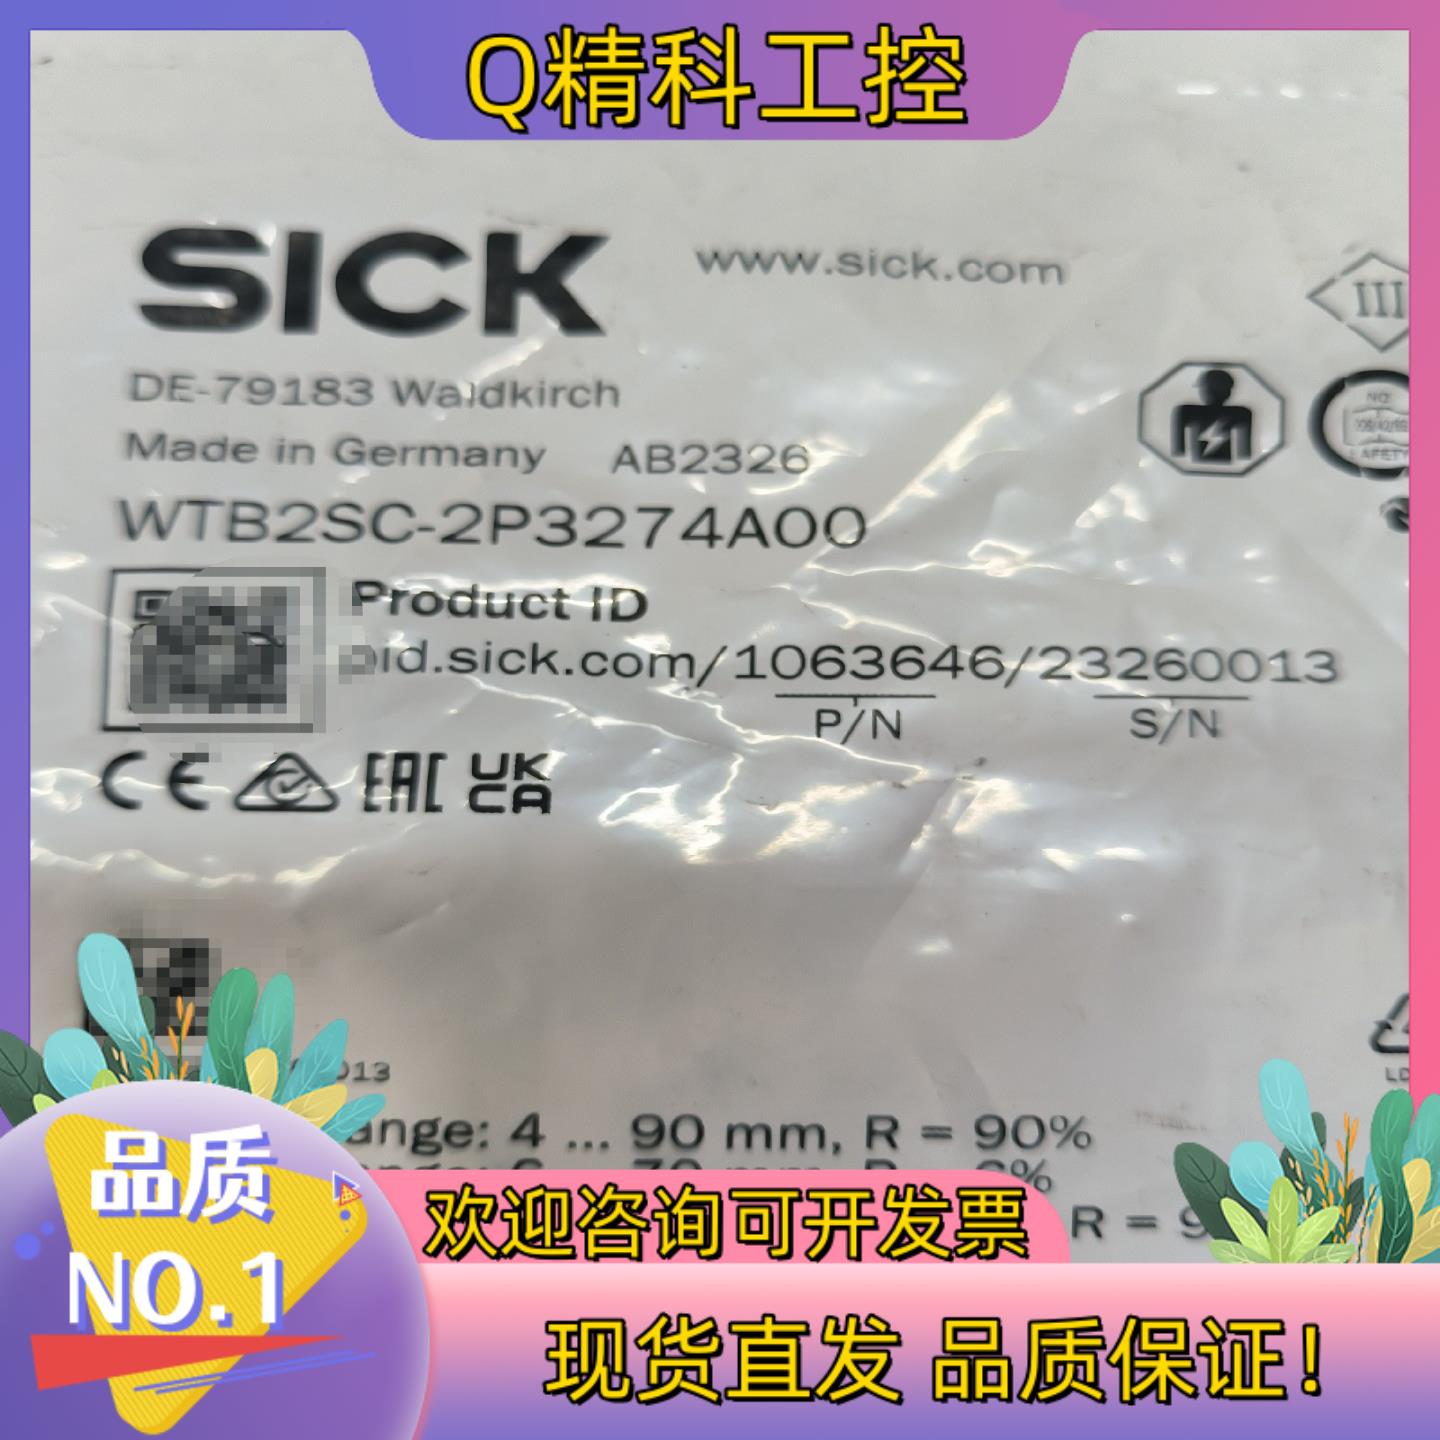 Q精科工控
SICK
www.sick.com
III
DE-79183 Waldkirch
Made in Germany AB2326
WTB2SC-2P3274A00
Product ID
pid.sick.com/1063646/23260013
P/N S/N
CE EAC UK CA
013
ange: 4 ... 90 mm, R = 90%
6%
R = 9
品质
NO.1
欢迎咨询可开发票
现货直发 品质保证!